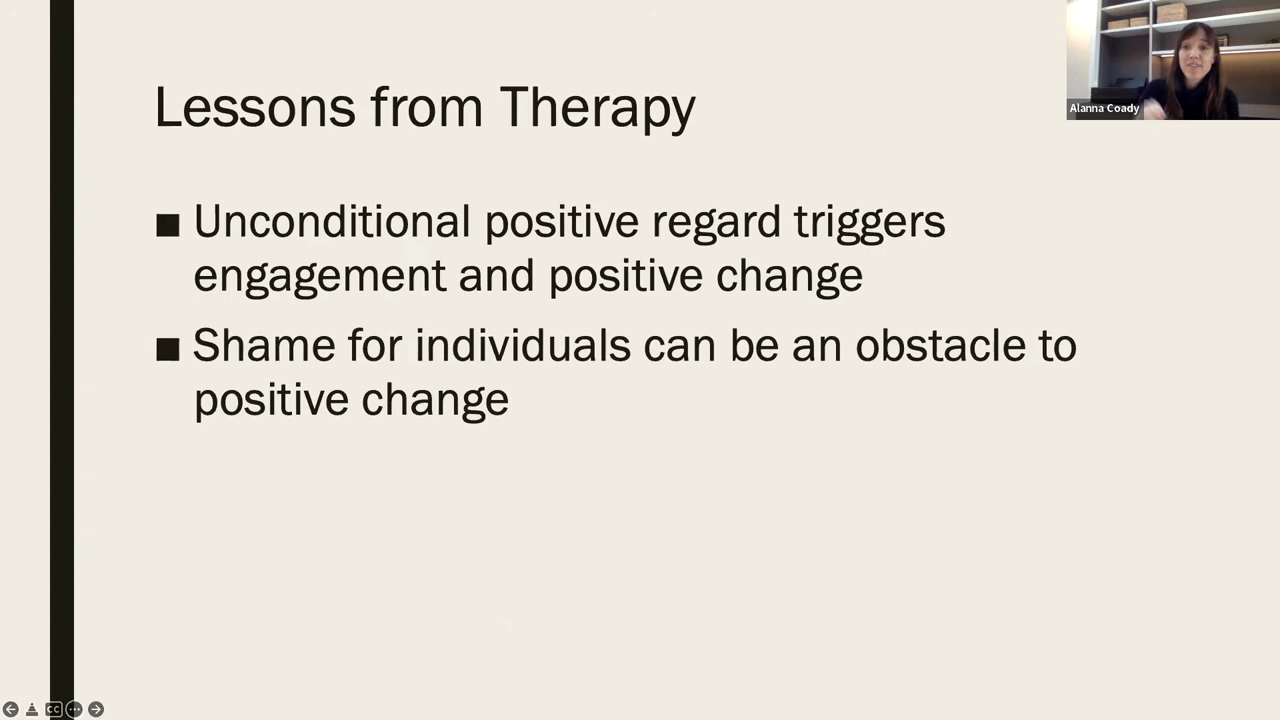 Alanna Coady
Lessons from Therapy
■ Unconditional positive regard triggers
engagement and positive change
■ Shame for individuals can be an obstacle to
positive change
CC